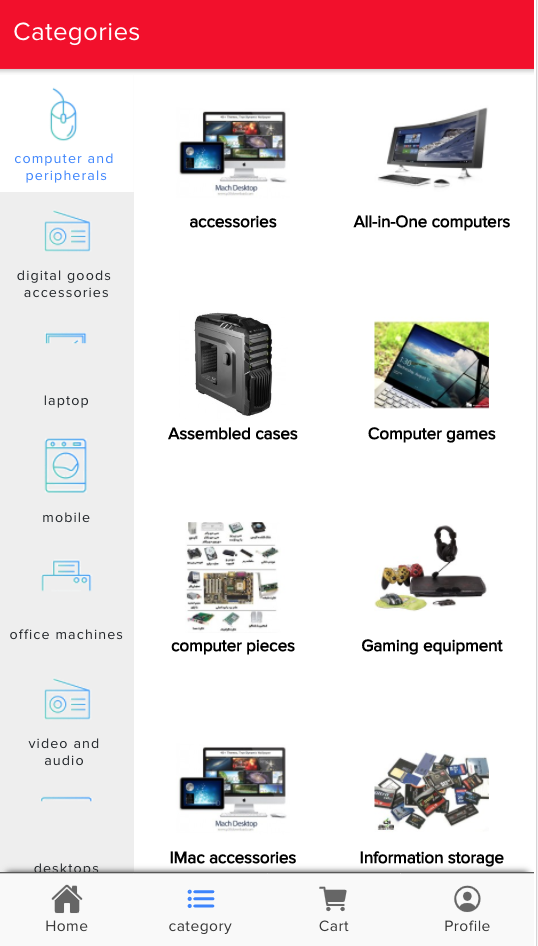 Categories
computer and
peripherals
digital goods
accessories
laptop
mobile
office machines
video and
audio
desktops
Mach Desktop
accessories
All-in-One computers
Assembled cases
Computer games
computer pieces
Gaming equipment
Mach Desktop
IMac accessories
Information storage
Home
category
Cart
Profile